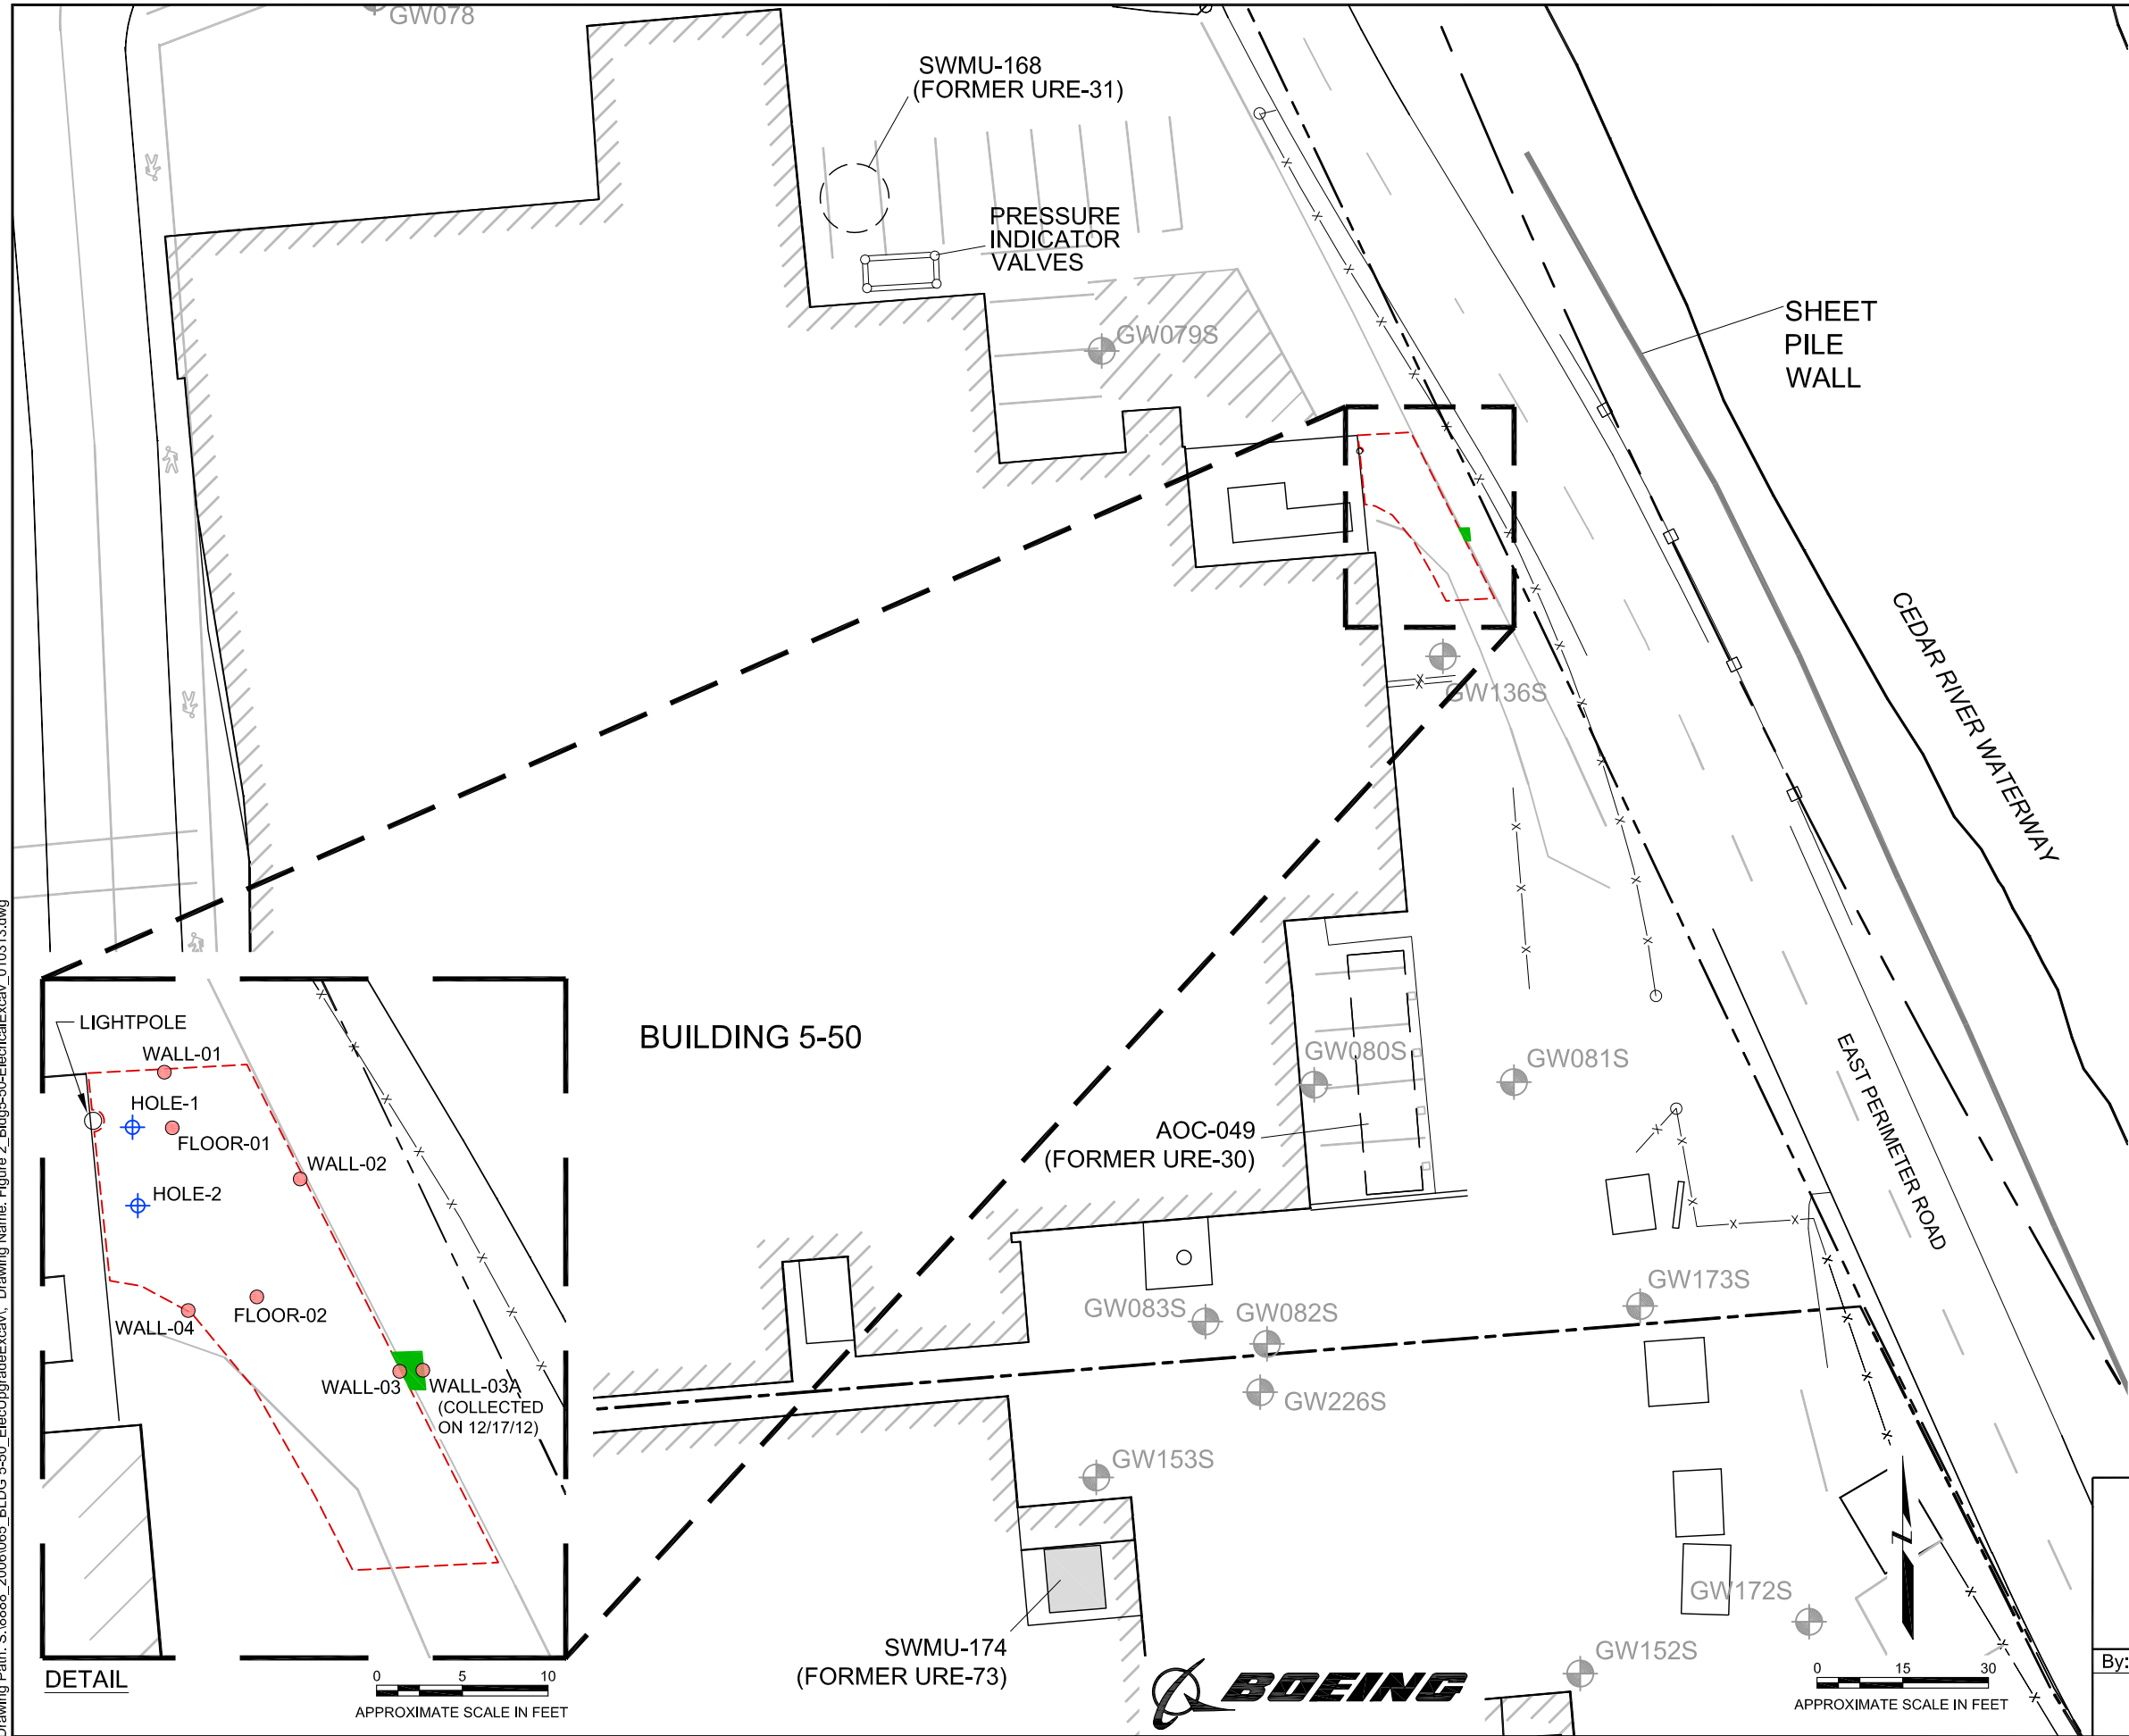 GW078
SWMU-168
(FORMER URE-31)
PRESSURE
INDICATOR
VALVES
GW079S
SHEET
PILE
WALL
GW136S
CEDAR RIVER WATERWAY
BUILDING 5-50
GW080S
GW081S
AOC-049
(FORMER URE-30)
EAST PERIMETER ROAD
GW083S
GW082S
GW173S
GW226S
GW153S
SWMU-174
(FORMER URE-73)
GW172S
GW152S
LIGHTPOLE
WALL-01
HOLE-1
FLOOR-01
WALL-02
HOLE-2
FLOOR-02
WALL-04
WALL-03
WALL-03A
(COLLECTED
ON 12/17/12)
DETAIL
0 5 10
APPROXIMATE SCALE IN FEET
BOEING
Z
0 15 30
APPROXIMATE SCALE IN FEET
By: